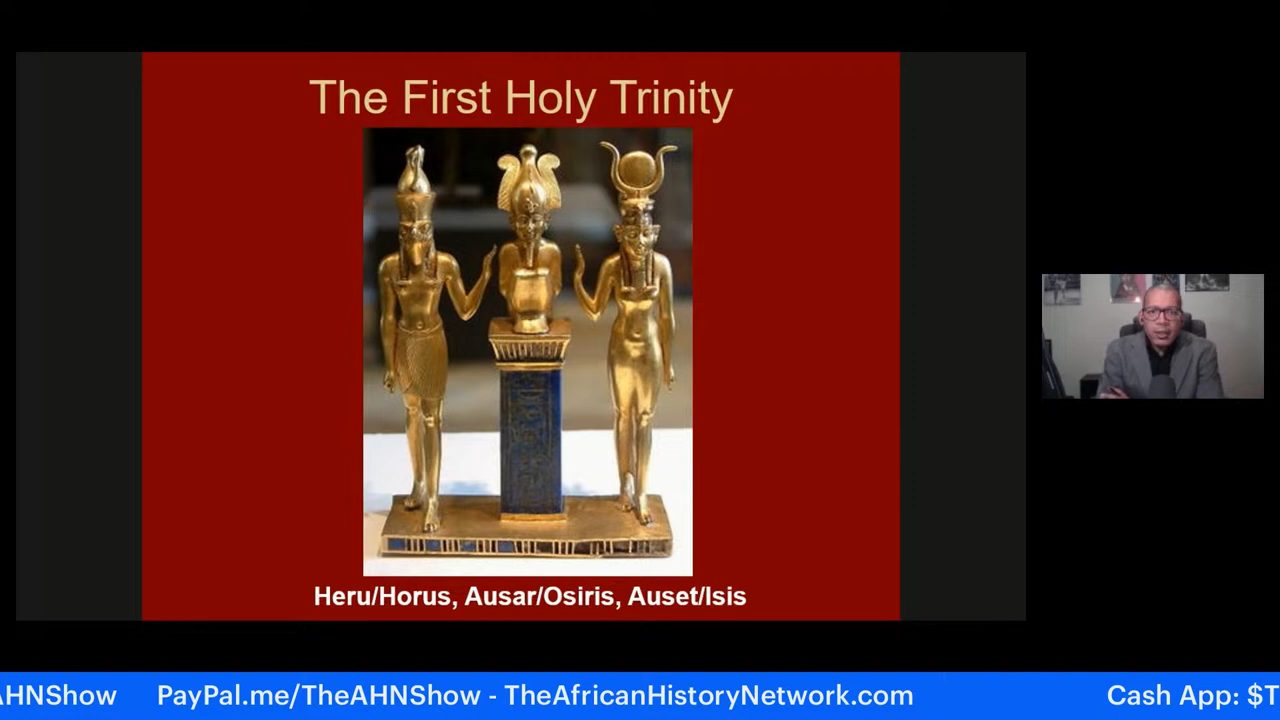 The First Holy Trinity
Heru/Horus, Ausar/Osiris, Auset/Isis
AHNShow PayPal.me/TheAHNShow - TheAfricanHistoryNetwork.com Cash App: $T